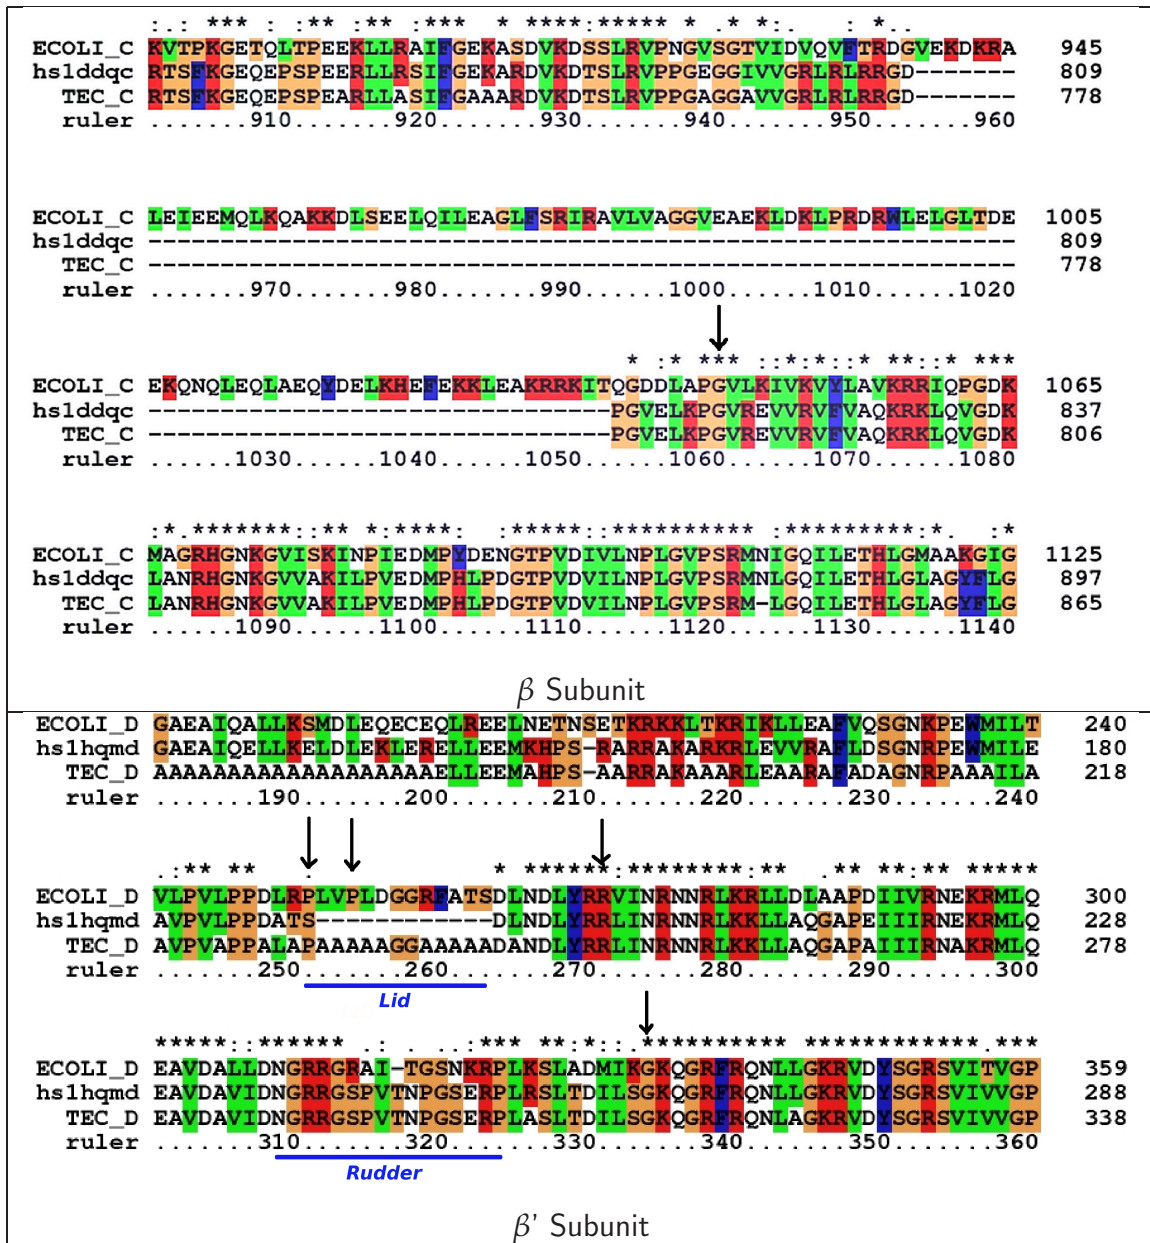 : . : *** : : ** : ** : *** * **** ***** * * *: : * . .
ECOLI_C KVTPKGETQLTPEEKLLRAIFGEKASDVKDSSLRVPNGVSGTVIDVQVFTRDGVEKDKRA 945
hs1ddqc RTSFKGEQEPSPEERLLRSIFGEKARDVKDTSLRVPPGEGGIVVGRLRLRRGD------- 809
TEC_C RTSFKGEQEPSPEARLLASIFGAAARDVKDTSLRVPPGAGGAVVGRLRLRRGD------- 778
ruler .......910.......920.......930.......940.......950.......960
ECOLI_C LEIEEMQLKQAKKDLSEELQILEAGLFSRIRAVLVAGGVEAEKLDKLPRDRWLELGLTDE 1005
hs1ddqc ------------------------------------------------------------ 809
TEC_C ------------------------------------------------------------ 778
ruler .......970.......980.......990......1000......1010......1020
* :* *** ::*:*::* **::* ***
ECOLI_C EKQNQLEQLAEQYDELKHEFEKKLEAKRRKITQGDDLAPGVLKIVKVYLAVKRRIQPGDK 1065
hs1ddqc --------------------------------PGVELKPGVREVVRVFVAQKRKLQVGDK 837
TEC_C --------------------------------PGVELKPGVREVVRVFVAQKRKLQVGDK 806
ruler ......1030......1040......1050......1060......1070......1080
:* *******::** *:****: *****::********** :*********:* :*
ECOLI_C MAGRHGNKGVISKINPIEDMPYDENGTPVDIVLNPLGVPSRMNIGQILETHLGMAAKGIG 1125
hs1ddqc LANRHGNKGVVAKILPVEDMPHLPDGTPVDVILNPLGVPSRMNLGQILETHLGLAGYFLG 897
TEC_C LANRHGNKGVVAKILPVEDMPHLPDGTPVDVILNPLGVPSRM-LGQILETHLGLAGYFLG 865
ruler ......1090......1100......1110......1120......1130......1140
β Subunit
ECOLI_D GAEAIQALLKSMDLEQECEQLREELNETNSETKRKKLTKRIKLLEAFVQSGNKPEWMILT 240
hs1hqmd GAEAIQELLKELDLEKLERELLEEMKHPS-RARRAKARKRLEVVRAFLDSGNRPEWMILE 180
TEC_D AAAAAAAAAAAAAAAAAAAELLEEMAHPS-AARRAKAAARLEAARAFADAGNRPAAAILA 218
ruler .......190.......200.......210.......220.......230.......240
.:** ** . * ******:********:** .** *: ** *****
ECOLI_D VLPVLPPDLRPLVPLDGGRFATSDLNDLYRRVINRNNRLKRLLDLAAPDIIVRNEKRMLQ 300
hs1hqmd AVPVLPPDATS------------DLNDLYRRLINRNNRLKKLLAQGAPEIIIRNEKRMLQ 228
TEC_D AVPVAPPALAPAAAAAGGAAAAADANDLYRRLINRNNRLKKLLAQGAPAIIIRNAKRMLQ 278
ruler .......250.......260.......270.......280.......290.......300
Lid
*****::****** . : .: .:** **:*:..********** ************.***
ECOLI_D EAVDALLDNGRRGRAI-TGSNKRPLKSLADMIKGKQGRFRQNLLGKRVDYSGRSVITVGP 359
hs1hqmd EAVDAVIDNGRRGSPVTNPGSERPLRSLTDILSGKQGRFRQNLLGKRVDYSGRSVIVVGP 288
TEC_D EAVDAVIDNGRRGSPVTNPGSERPLASLTDILSGKQGRFRQNLAGKRVDYSGRSVIVVGP 338
ruler .......310.......320.......330.......340.......350.......360
Rudder
β' Subunit